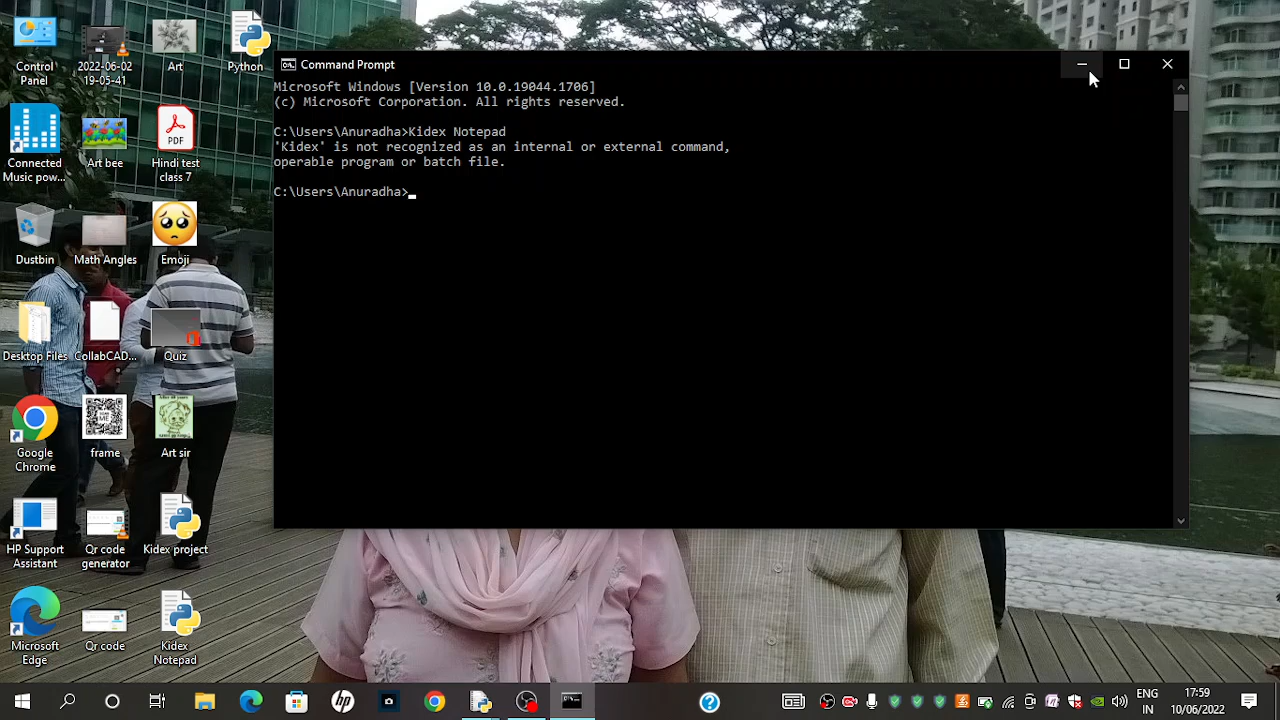 Control
Panel
2022-06-02
19-05-41
Art
Python
Connected
Music pow...
Art bee
PDF
Hindi test
class 7
Dustbin
Math Angles
Emoji
Desktop Files
CollabCAD...
Quiz
Google
Chrome
frame
Art sir
HP Support
Assistant
Qr code
generator
Kidex project
Microsoft
Edge
Qr code
Kidex
Notepad
Command Prompt
Microsoft Windows [Version 10.0.19044.1706]
(c) Microsoft Corporation. All rights reserved.
C:\Users\Anuradha>Kidex Notepad
'Kidex' is not recognized as an internal or external command,
operable program or batch file.
C:\Users\Anuradha>
hp
ENG
IN
17:59
10/06/2022